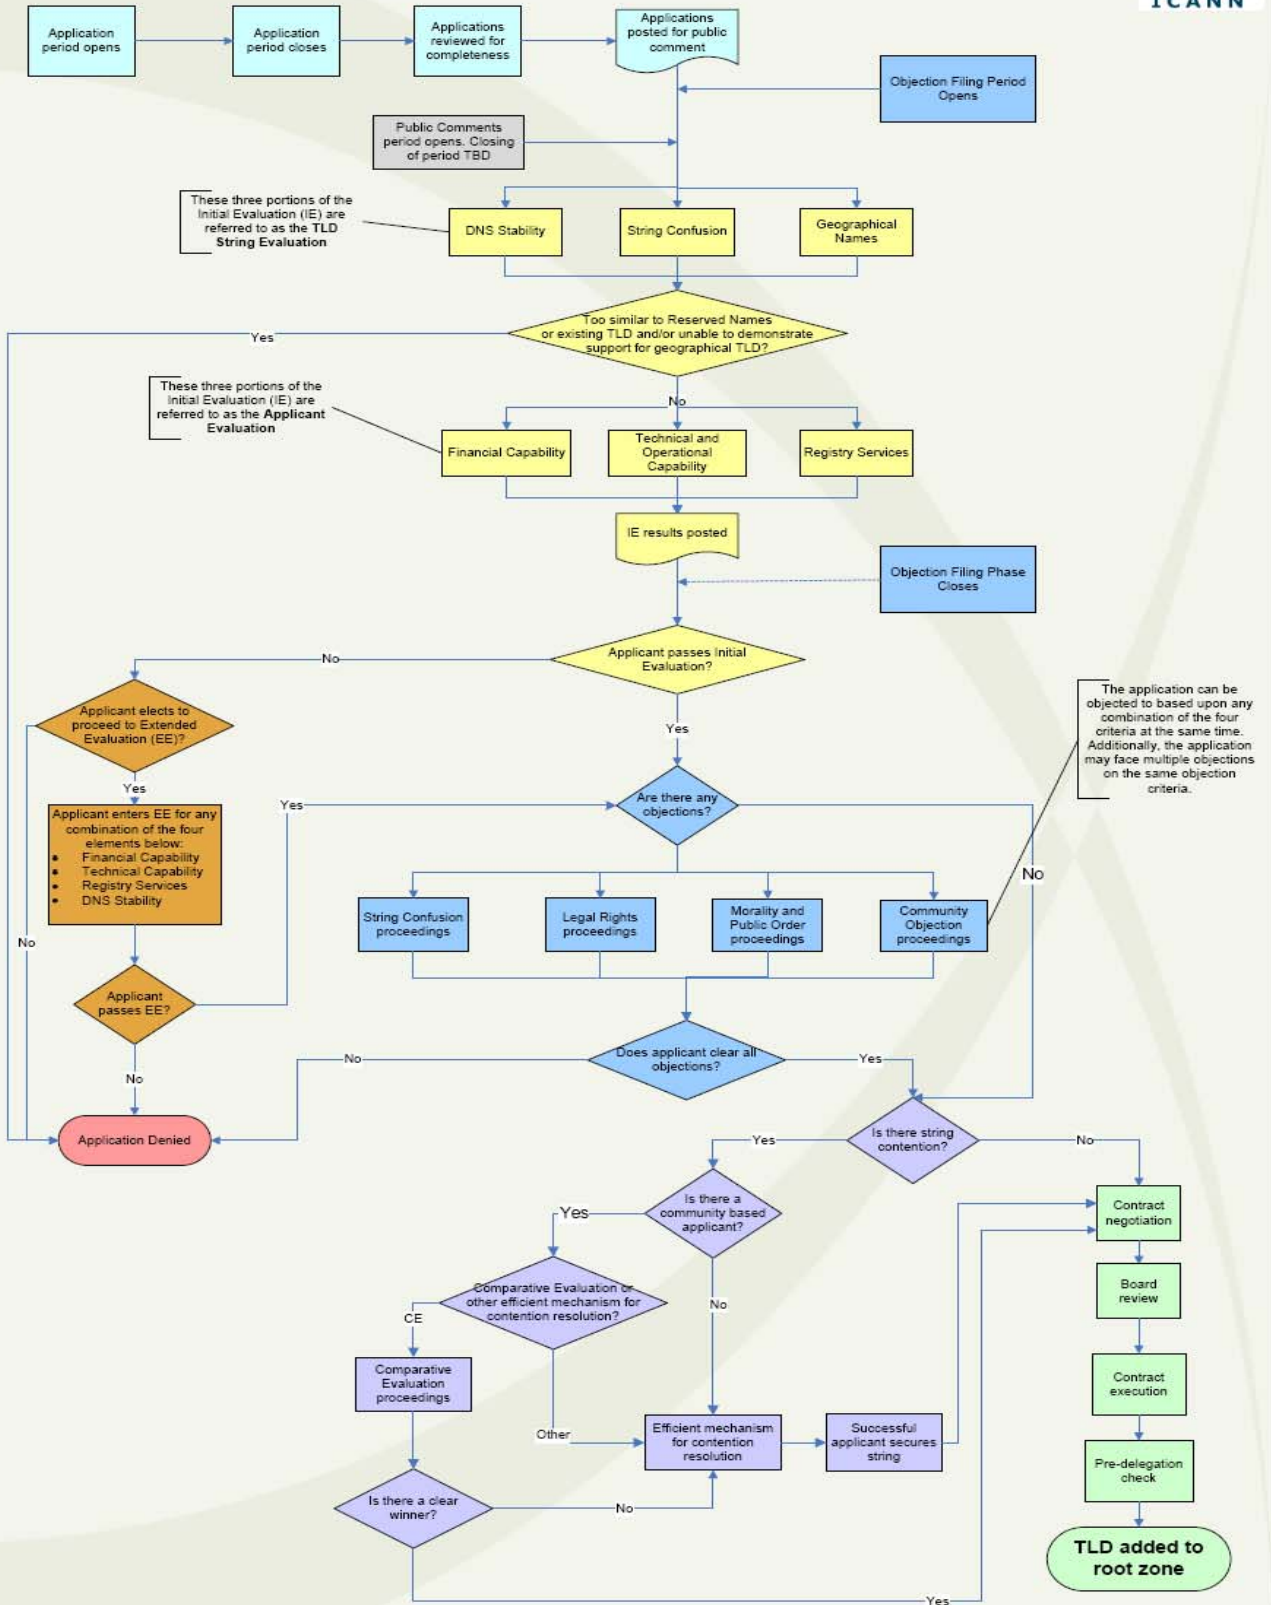 ICANN
Application
period opens
Application
period closes
Applications
reviewed for
completeness
Applications
posted for public
comment
Objection Filing Period
Opens
Public Comments
period opens. Closing
of period TBD
These three portions of the
Initial Evaluation (IE) are
referred to as the TLD
String Evaluation
DNS Stability
String Confusion
Geographical
Names
Too similar to Reserved Names
or existing TLD and/or unable to demonstrate
support for geographical TLD?
Yes
No
These three portions of the
Initial Evaluation (IE) are
referred to as the Applicant
Evaluation
Financial Capability
Technical and
Operational
Capability
Registry Services
IE results posted
Objection Filing Phase
Closes
Applicant passes Initial
Evaluation?
No
Yes
Applicant elects to
proceed to Extended
Evaluation (EE)?
Yes
No
The application can be
objected to based upon any
combination of the four
criteria at the same time.
Additionally, the application
may face multiple objections
on the same objection
criteria.
Applicant enters EE for any
combination of the four
elements below:
• Financial Capability
• Technical Capability
• Registry Services
• DNS Stability
Yes
Are there any
objections?
No
String Confusion
proceedings
Legal Rights
proceedings
Morality and
Public Order
proceedings
Community
Objection
proceedings
Applicant
passes EE?
No
Does applicant clear all
objections?
No
Yes
Application Denied
Is there string
contention?
Yes
No
Is there a
community based
applicant?
Yes
No
Contract
negotiation
Comparative Evaluation or
other efficient mechanism for
contention resolution?
CE
Other
Board
review
Comparative
Evaluation
proceedings
Contract
execution
Efficient mechanism
for contention
resolution
Successful
applicant secures
string
Pre-delegation
check
Is there a clear
winner?
No
Yes
TLD added to
root zone